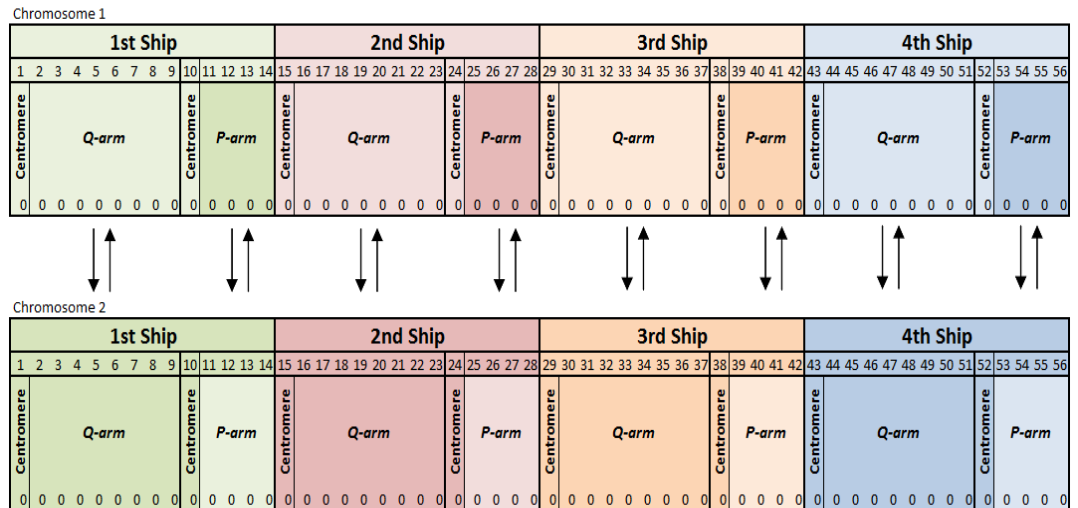 Chromosome 1
1st Ship 2nd Ship 3rd Ship 4th Ship
1 2 3 4 5 6 7 8 9 10 11 12 13 14 15 16 17 18 19 20 21 22 23 24 25 26 27 28 29 30 31 32 33 34 35 36 37 38 39 40 41 42 43 44 45 46 47 48 49 50 51 52 53 54 55 56
Centromere Q-arm Centromere P-arm Centromere Q-arm Centromere P-arm Centromere Q-arm Centromere P-arm Centromere Q-arm Centromere P-arm
0 0 0 0 0 0 0 0 0 0 0 0 0 0 0 0 0 0 0 0 0 0 0 0 0 0 0 0 0 0 0 0 0 0 0 0 0 0 0 0 0 0 0 0 0 0 0 0 0 0 0 0 0 0 0 0
Chromosome 2
1st Ship 2nd Ship 3rd Ship 4th Ship
1 2 3 4 5 6 7 8 9 10 11 12 13 14 15 16 17 18 19 20 21 22 23 24 25 26 27 28 29 30 31 32 33 34 35 36 37 38 39 40 41 42 43 44 45 46 47 48 49 50 51 52 53 54 55 56
Centromere Q-arm Centromere P-arm Centromere Q-arm Centromere P-arm Centromere Q-arm Centromere P-arm Centromere Q-arm Centromere P-arm
0 0 0 0 0 0 0 0 0 0 0 0 0 0 0 0 0 0 0 0 0 0 0 0 0 0 0 0 0 0 0 0 0 0 0 0 0 0 0 0 0 0 0 0 0 0 0 0 0 0 0 0 0 0 0 0